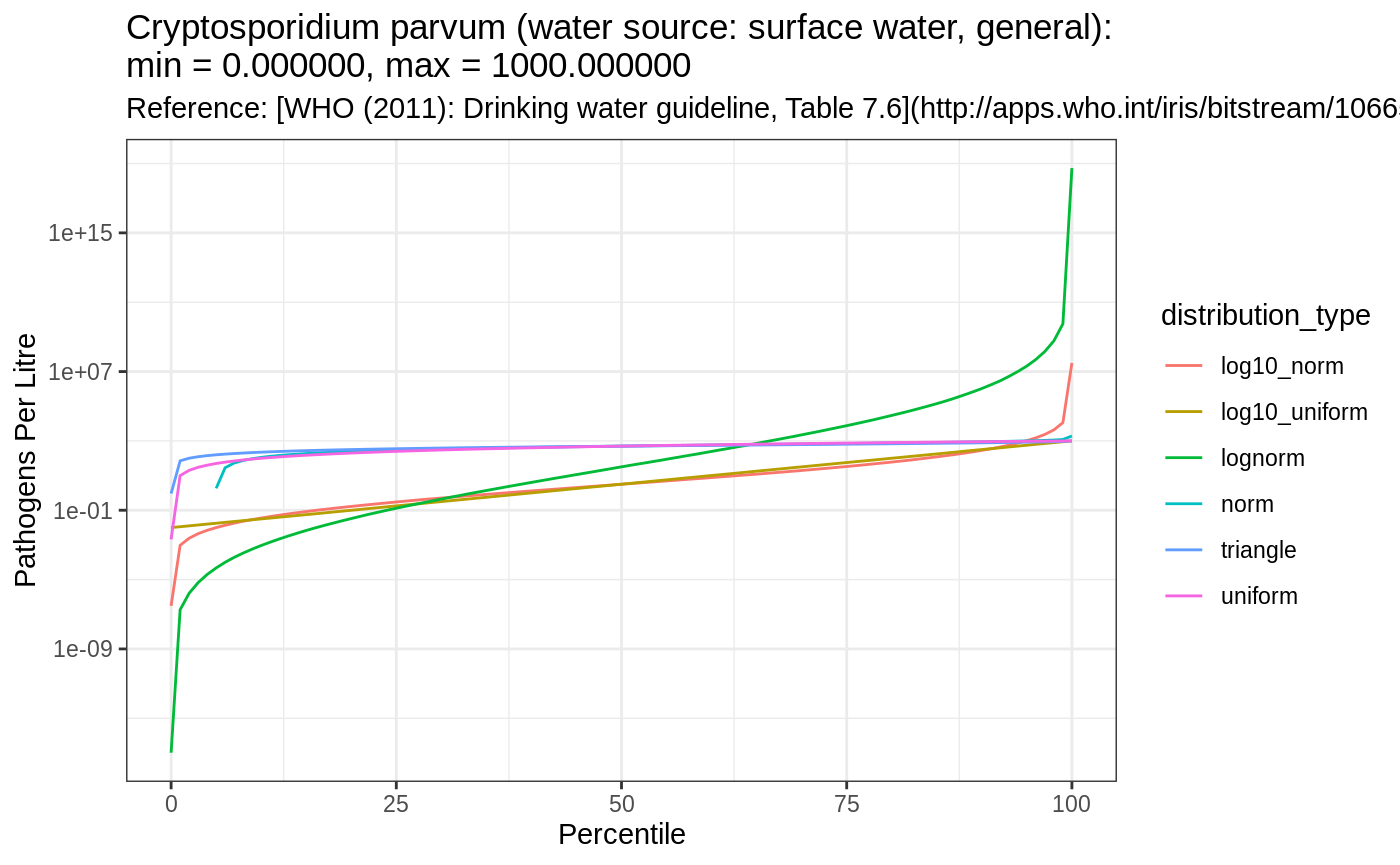 Cryptosporidium parvum (water source: surface water, general):
min = 0.000000, max = 1000.000000
Reference: [WHO (2011): Drinking water guideline, Table 7.6](http://apps.who.int/iris/bitstream/1066
Pathogens Per Litre
1e+15
1e+07
1e-01
1e-09
0 25 50 75 100
Percentile
distribution_type
log10_norm
log10_uniform
lognorm
norm
triangle
uniform